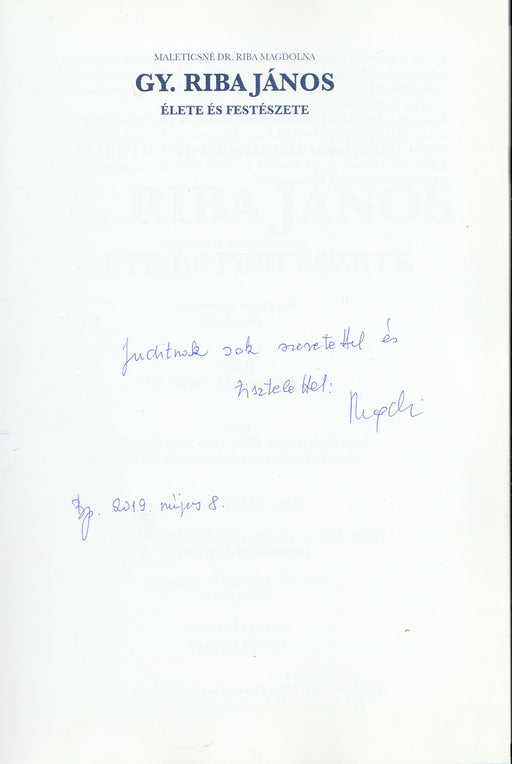 MALETICSNÉ DR. RIBA MAGDOLNA
GY. RIBA JÁNOS
ÉLETE ÉS FESTÉSZETE
Juditnak sok szeretettel és
tisztelettel:
Magdi
Bp. 2019. május 8.